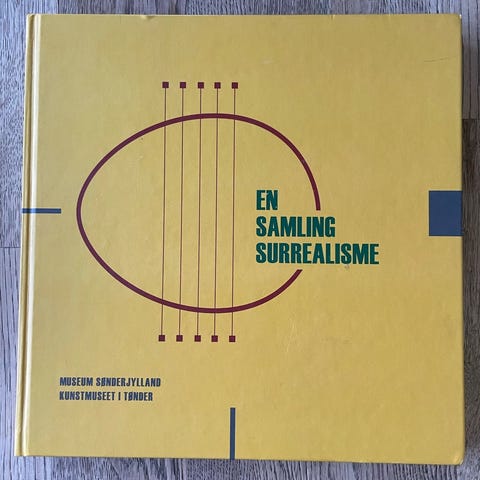 EN
SAMLING
SURREALISME
MUSEUM SØNDERJYLLAND
KUNSTMUSEET I TØNDER